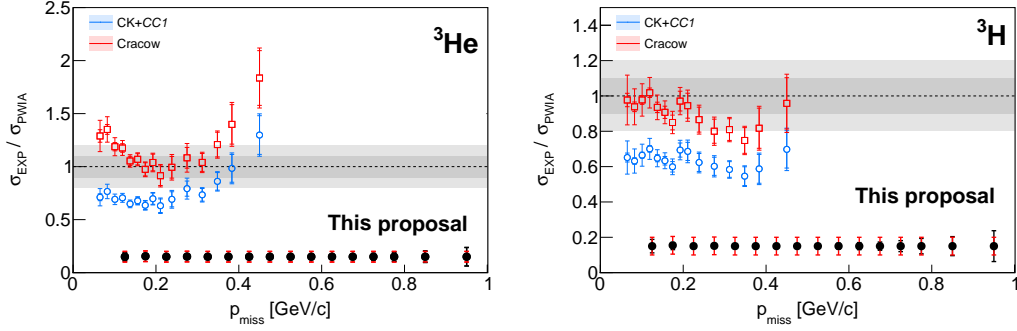 CK+CC1
Cracow
³He
2.5
2
1.5
1
0.5
0
σEXP / σPWIA
This proposal
0 0.2 0.4 0.6 0.8 1
pmiss [GeV/c]
CK+CC1
Cracow
³H
1.4
1.2
1
0.8
0.6
0.4
0.2
0
σEXP / σPWIA
This proposal
0 0.2 0.4 0.6 0.8 1
pmiss [GeV/c]